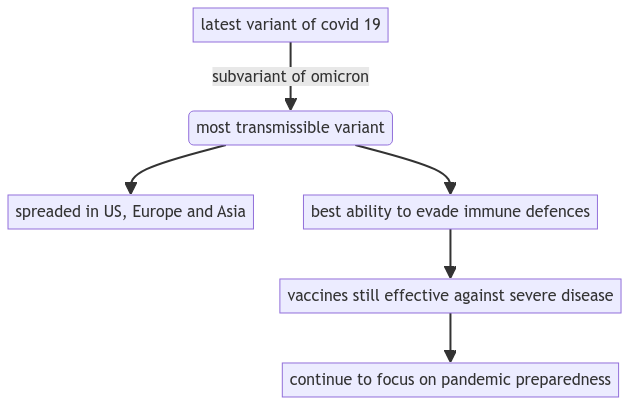 latest variant of covid 19
subvariant of omicron
most transmissible variant
spreaded in US, Europe and Asia
best ability to evade immune defences
vaccines still effective against severe disease
continue to focus on pandemic preparedness